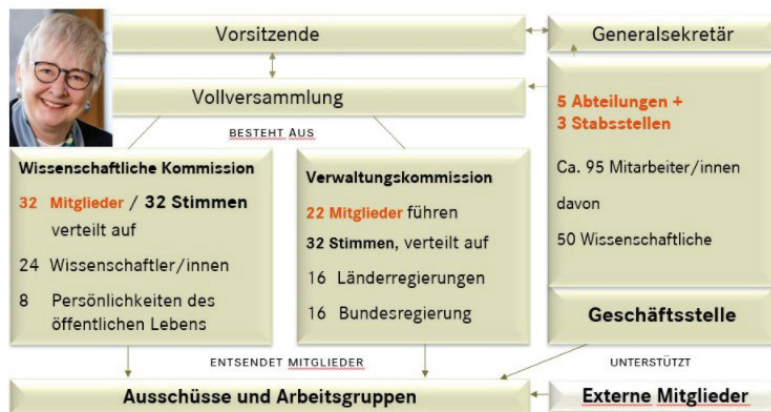 Vorsitzende
Generalsekretär
Vollversammlung
BESTEHT AUS
Wissenschaftliche Kommission
32 Mitglieder / 32 Stimmen
verteilt auf
24 Wissenschaftler/innen
8 Persönlichkeiten des
öffentlichen Lebens
Verwaltungskommission
22 Mitglieder führen
32 Stimmen, verteilt auf
16 Länderregierungen
16 Bundesregierung
5 Abteilungen +
3 Stabsstellen
Ca. 95 Mitarbeiter/innen
davon
50 Wissenschaftliche
Geschäftsstelle
ENTSENDET MITGLIEDER
UNTERSTÜTZT
Ausschüsse und Arbeitsgruppen
Externe Mitglieder